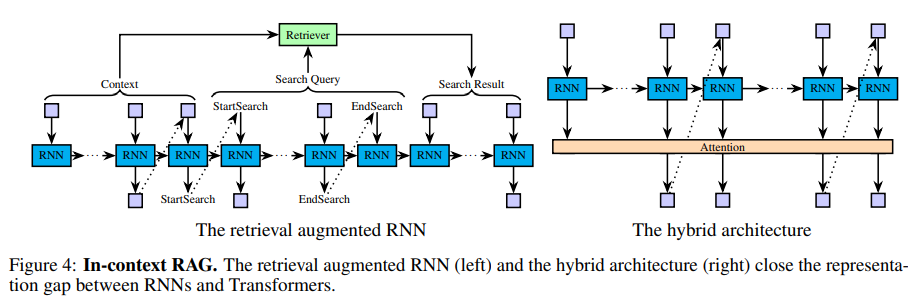 Retriever
Context
Search Query
Search Result
StartSearch
EndSearch
RNN RNN RNN RNN RNN RNN RNN RNN
StartSearch
EndSearch
The retrieval augmented RNN
RNN RNN RNN RNN RNN
Attention
The hybrid architecture
Figure 4: In-context RAG. The retrieval augmented RNN (left) and the hybrid architecture (right) close the representa-
tion gap between RNNs and Transformers.